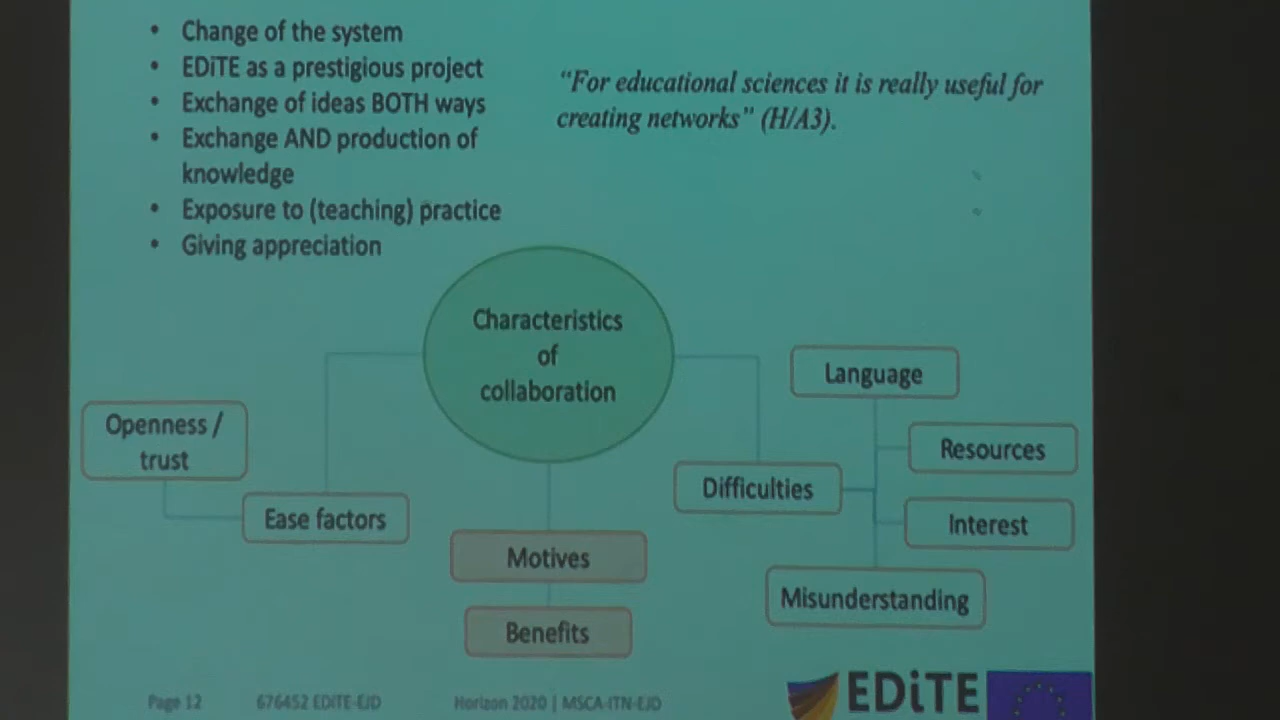 • Change of the system
• EDiTE as a prestigious project
• Exchange of ideas BOTH ways
• Exchange AND production of
knowledge
• Exposure to (teaching) practice
• Giving appreciation
“For educational sciences it is really useful for
creating networks” (H/A3).
Characteristics
of
collaboration
Openness /
trust
Ease factors
Motives
Benefits
Difficulties
Language
Resources
Interest
Misunderstanding
Page 12 676452 EDITE-EJD Horizon 2020 | MSCA-ITN-EJD
EDiTE